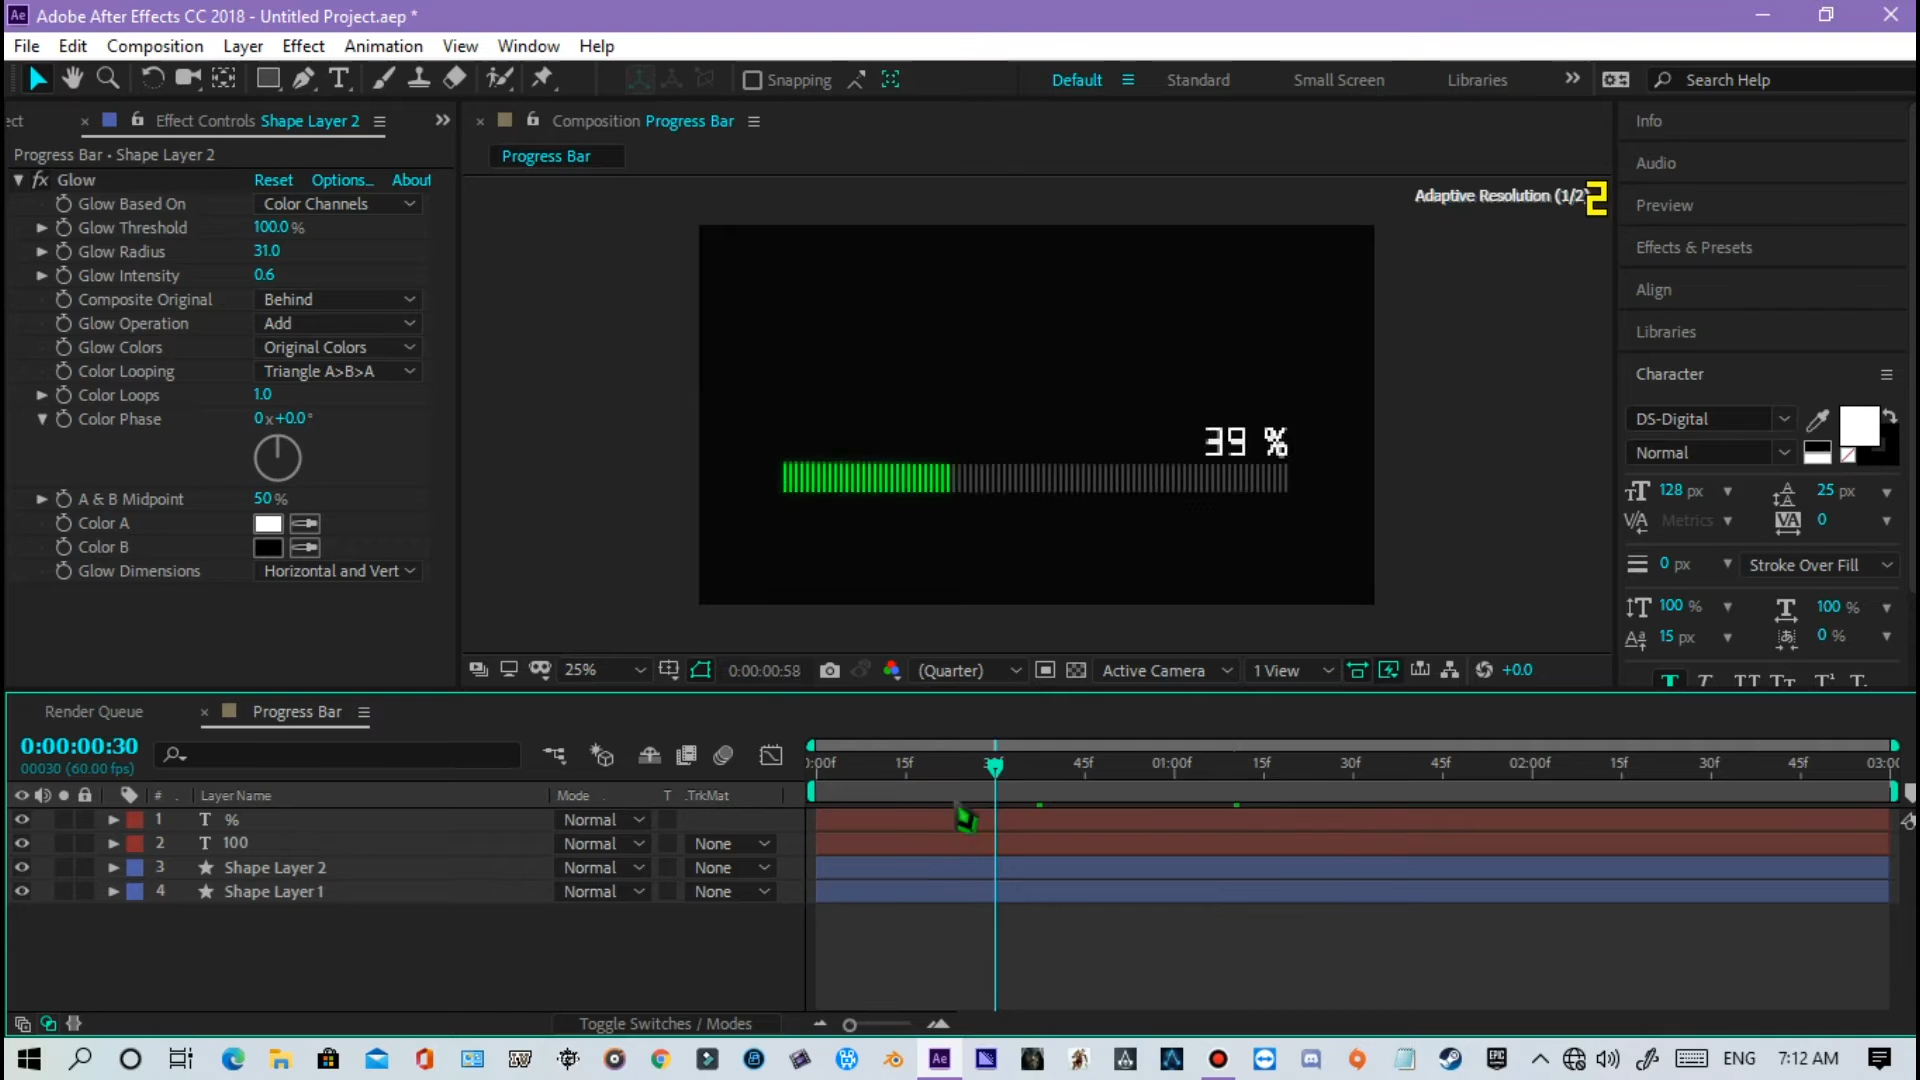 Ae Adobe After Effects CC 2018 - Untitled Project.aep *
File Edit Composition Layer Effect Animation View Window Help
Snapping Default Standard Small Screen Libraries Search Help
ect Effect Controls Shape Layer 2
Composition Progress Bar
Progress Bar • Shape Layer 2
Progress Bar
fx Glow Reset Options... About
Glow Based On Color Channels
Glow Threshold 100.0 %
Glow Radius 31.0
Glow Intensity 0.6
Composite Original Behind
Glow Operation Add
Glow Colors Original Colors
Color Looping Triangle A>B>A
Color Loops 1.0
Color Phase 0 x+0.0 °
A & B Midpoint 50 %
Color A
Color B
Glow Dimensions Horizontal and Vert
Adaptive Resolution (1/2)
2
39 %
25% 0:00:00:58 (Quarter) Active Camera 1 View +0.0
Info
Audio
Preview
Effects & Presets
Align
Libraries
Character
DS-Digital
Normal
128 px 25 px
Metrics 0
0 px Stroke Over Fill
100 % 100 %
15 px 0 %
Render Queue Progress Bar
0:00:00:30
00030 (60.00 fps)
0:00f 15f 30f 45f 01:00f 15f 30f 45f 02:00f 15f 30f 45f 03:00
# Layer Name Mode T .TrkMat
1 T % Normal
2 T 100 Normal None
3 Shape Layer 2 Normal None
4 Shape Layer 1 Normal None
Toggle Switches / Modes
Ae ENG 7:12 AM